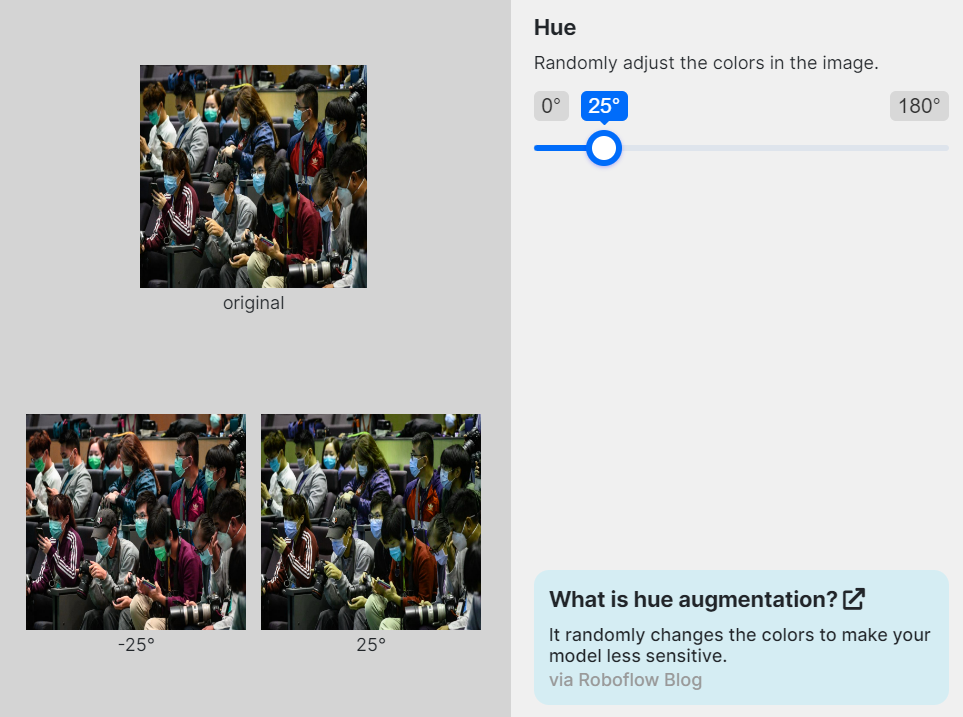 Hue
Randomly adjust the colors in the image.
0° 25° 180°
original
-25° 25°
What is hue augmentation?
It randomly changes the colors to make your
model less sensitive.
via Roboflow Blog